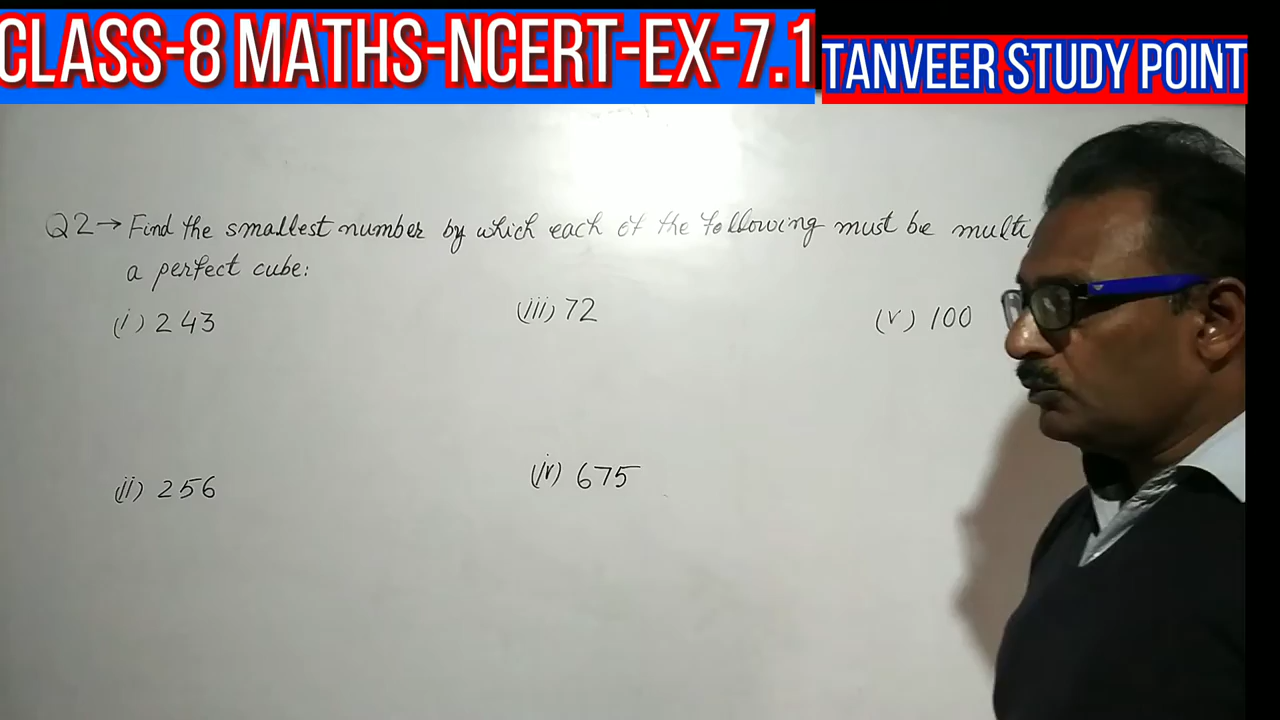 CLASS-8 MATHS-NCERT-EX-7.1
TANVEER STUDY POINT
Q2→ Find the smallest number by which each of the following must be multi
a perfect cube:
(i) 243
(iii) 72
(v) 100
(ii) 256
(iv) 675